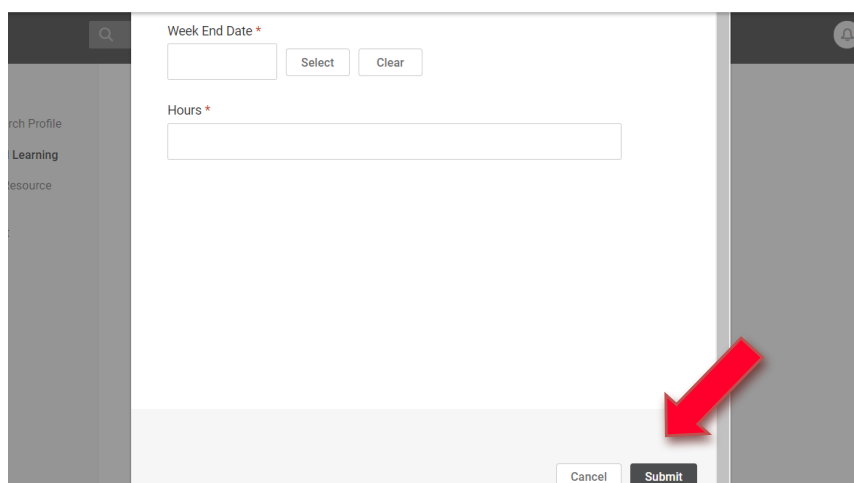 Week End Date *
Select
Clear
Hours *
rch Profile
Learning
esource
Cancel
Submit